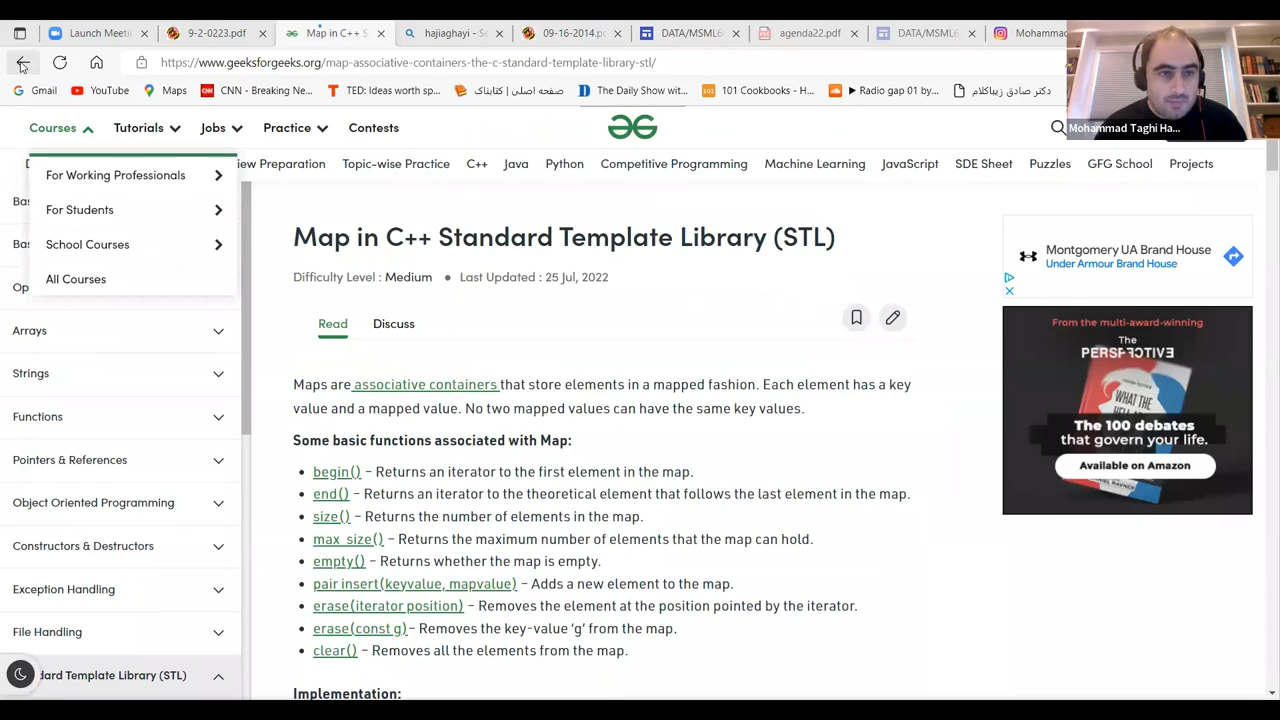 Launch Meeti
9-2-0223.pdf
Map in C++ S
hajiaghayi - Se
09-16-2014.p
DATA/MSML6
agenda22.pdf
DATA/MSML6
Mohammad
https://www.geeksforgeeks.org/map-associative-containers-the-c-standard-template-library-stl/
Gmail
YouTube
Maps
CNN - Breaking Ne...
TED: Ideas worth sp...
صفحه اصلی | کتابناک
The Daily Show wit...
101 Cookbooks - H...
Radio gap 01 by...
دکتر صادق زیباکلام
Mohammad Taghi Ha...
Courses
Tutorials
Jobs
Practice
Contests
iew Preparation
Topic-wise Practice
C++
Java
Python
Competitive Programming
Machine Learning
JavaScript
SDE Sheet
Puzzles
GFG School
Projects
For Working Professionals
For Students
School Courses
All Courses
Bas
Bas
Op
Arrays
Strings
Functions
Pointers & References
Object Oriented Programming
Constructors & Destructors
Exception Handling
File Handling
dard Template Library (STL)
Map in C++ Standard Template Library (STL)
Difficulty Level : Medium ● Last Updated : 25 Jul, 2022
Read
Discuss
Maps are associative containers that store elements in a mapped fashion. Each element has a key
value and a mapped value. No two mapped values can have the same key values.
Some basic functions associated with Map:
• begin() – Returns an iterator to the first element in the map.
• end() – Returns an iterator to the theoretical element that follows the last element in the map.
• size() – Returns the number of elements in the map.
• max_size() – Returns the maximum number of elements that the map can hold.
• empty() – Returns whether the map is empty.
• pair insert(keyvalue, mapvalue) – Adds a new element to the map.
• erase(iterator position) – Removes the element at the position pointed by the iterator.
• erase(const g)– Removes the key-value ‘g’ from the map.
• clear() – Removes all the elements from the map.
Implementation:
Montgomery UA Brand House
Under Armour Brand House
From the multi-award-winning
The
PERSPECTIVE
WHAT THE
The 100 debates
that govern your life.
Available on Amazon